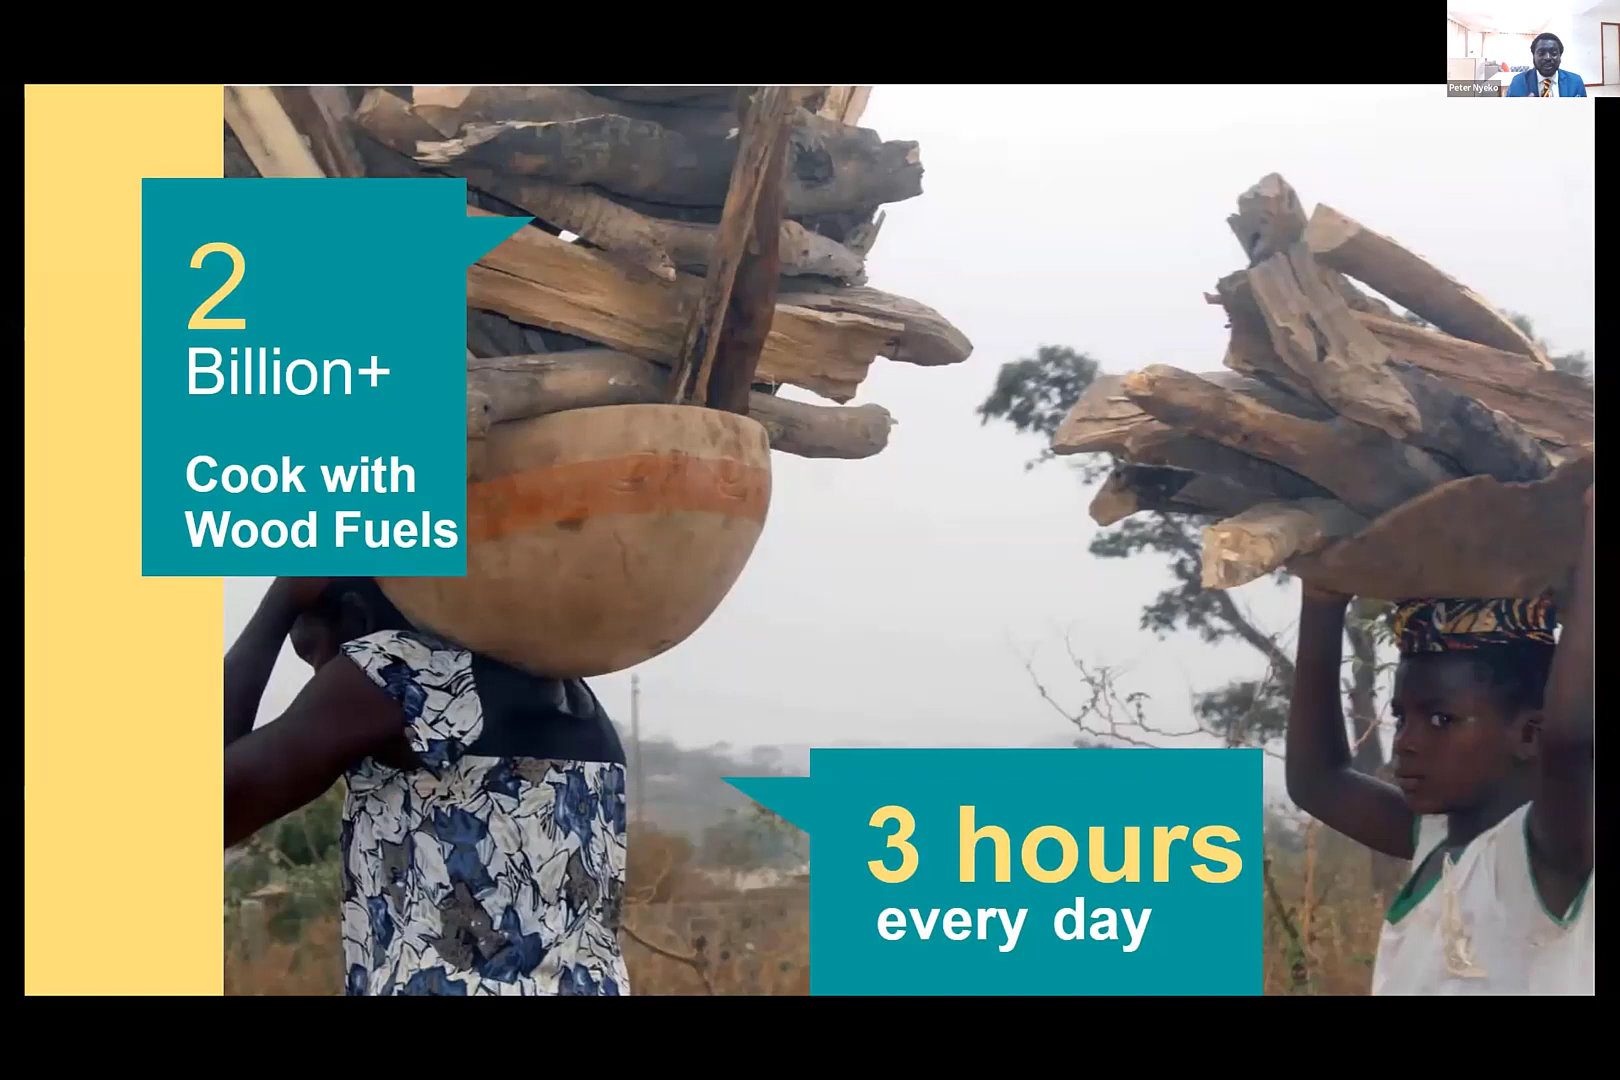 Peter Nyeko
2
Billion+
Cook with
Wood Fuels
3 hours
every day